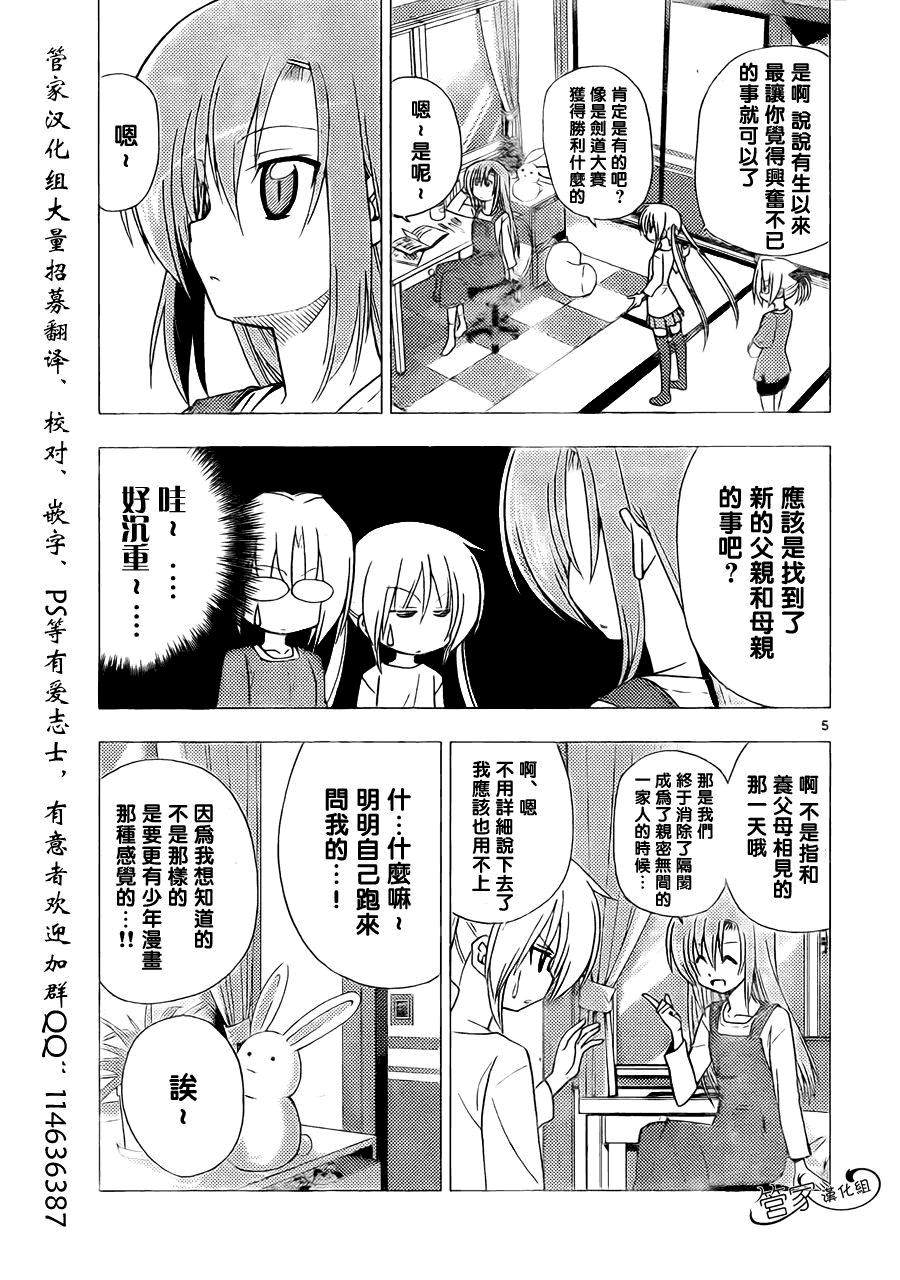 是啊 說說有生以來
最讓你覺得興奮不已
的事就可以了
肯定是有的吧?
像是劍道大賽
獲得勝利什麼的
嗯~是呢~
嗯~
應該是找到了
新的父親和母親
的事吧?
哇~....
好沉重~....
5
啊 不是指和
養父母相見的
那一天哦
那是我們
終于消除了隔閡
成爲了親密無間的
一家人的時候…
啊、嗯
不用詳細說下去了
我應該也用不上
什…什麼嘛~
明明自己跑來
問我的…!
因爲我想知道的
不是那樣的
是要更有少年漫畫
那種感覺的…!!
誒~
管家汉化组大量招募翻译、校对、嵌字、PS等有爱志士,有意者欢迎加群QQ:114636387
管家漢化組